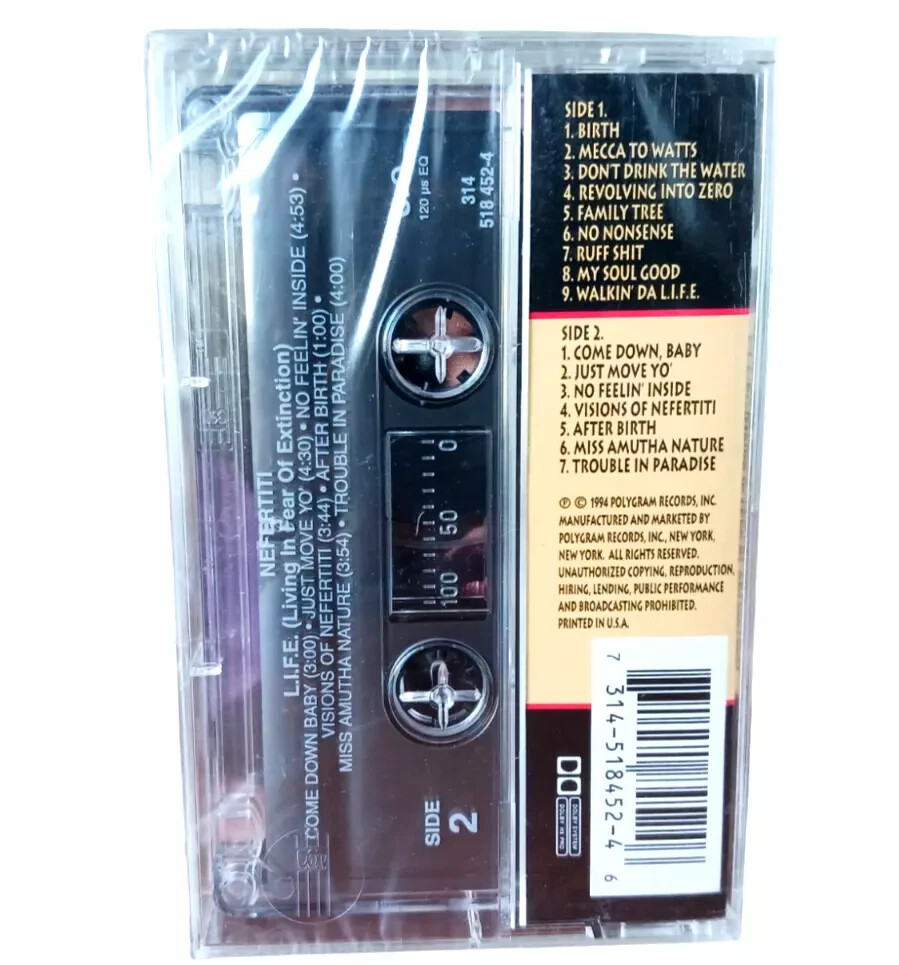 NEFERTITI
L.I.F.E. (Living In Fear Of Extinction)
COME DOWN BABY (3:00) • JUST MOVE YO' (4:30) • NO FEELIN' INSIDE (4:53) •
VISIONS OF NEFERTITI (3:44) • AFTER BIRTH (1:00) •
MISS AMUTHA NATURE (3:54) • TROUBLE IN PARADISE (4:00)
120 µs EQ
314
518 452-4
0 50 100
SIDE
2
SIDE 1.
1. BIRTH
2. MECCA TO WATTS
3. DON'T DRINK THE WATER
4. REVOLVING INTO ZERO
5. FAMILY TREE
6. NO NONSENSE
7. RUFF SHIT
8. MY SOUL GOOD
9. WALKIN' DA L.I.F.E.
SIDE 2.
1. COME DOWN, BABY
2. JUST MOVE YO'
3. NO FEELIN' INSIDE
4. VISIONS OF NEFERTITI
5. AFTER BIRTH
6. MISS AMUTHA NATURE
7. TROUBLE IN PARADISE
℗ © 1994 POLYGRAM RECORDS, INC.
MANUFACTURED AND MARKETED BY
POLYGRAM RECORDS, INC., NEW YORK,
NEW YORK. ALL RIGHTS RESERVED.
UNAUTHORIZED COPYING, REPRODUCTION,
HIRING, LENDING, PUBLIC PERFORMANCE
AND BROADCASTING PROHIBITED.
PRINTED IN U.S.A.
7 314-518452-4 6
DOLBY SYSTEM
DOLBY HX PRO